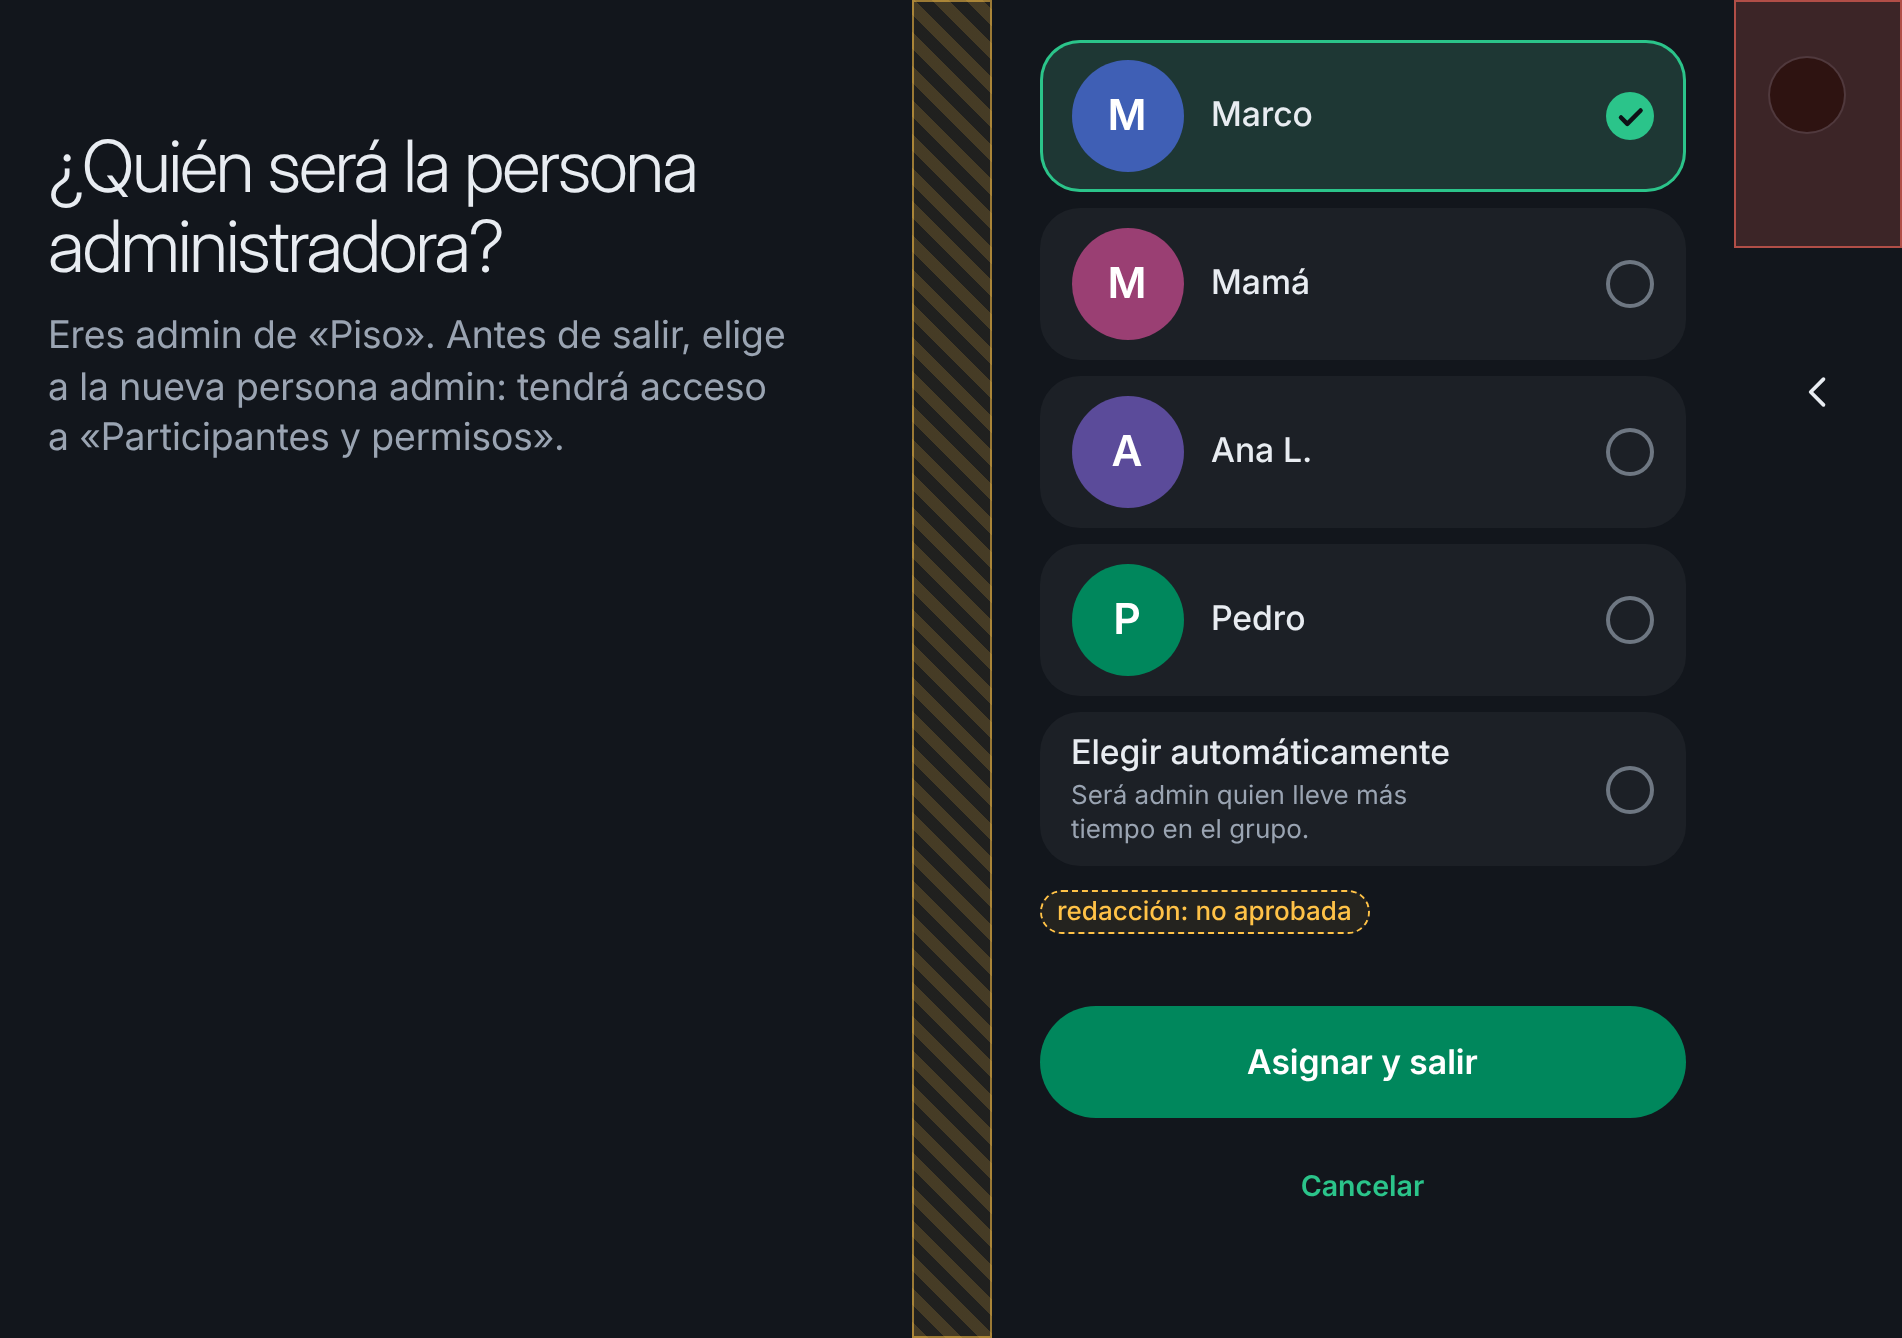 ¿Quién será la persona
administradora?
Eres admin de «Piso». Antes de salir, elige
a la nueva persona admin: tendrá acceso
a «Participantes y permisos».
M
Marco
M
Mamá
A
Ana L.
P
Pedro
Elegir automáticamente
Será admin quien lleve más
tiempo en el grupo.
redacción: no aprobada
Asignar y salir
Cancelar